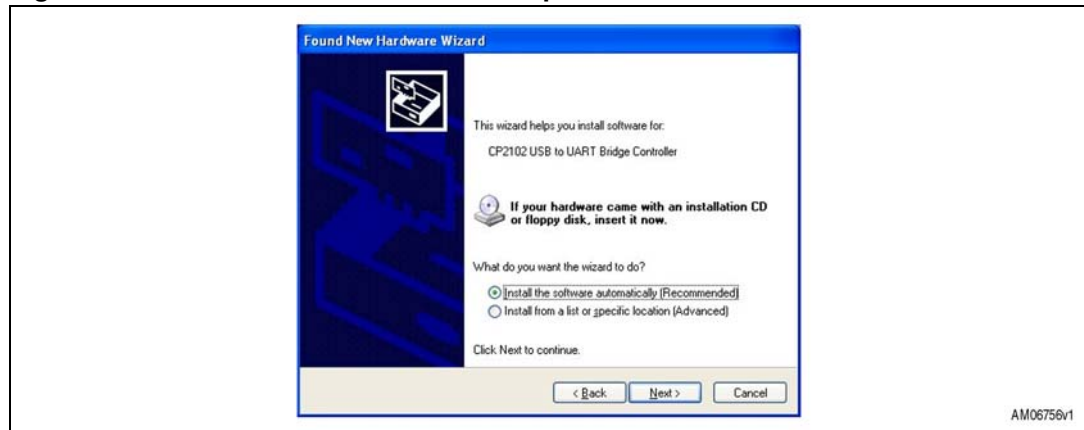 Found New Hardware Wizard
This wizard helps you install software for:
CP2102 USB to UART Bridge Controller
If your hardware came with an installation CD
or floppy disk, insert it now.
What do you want the wizard to do?
Install the software automatically (Recommended)
Install from a list or specific location (Advanced)
Click Next to continue.
< Back Next > Cancel
AM06756v1